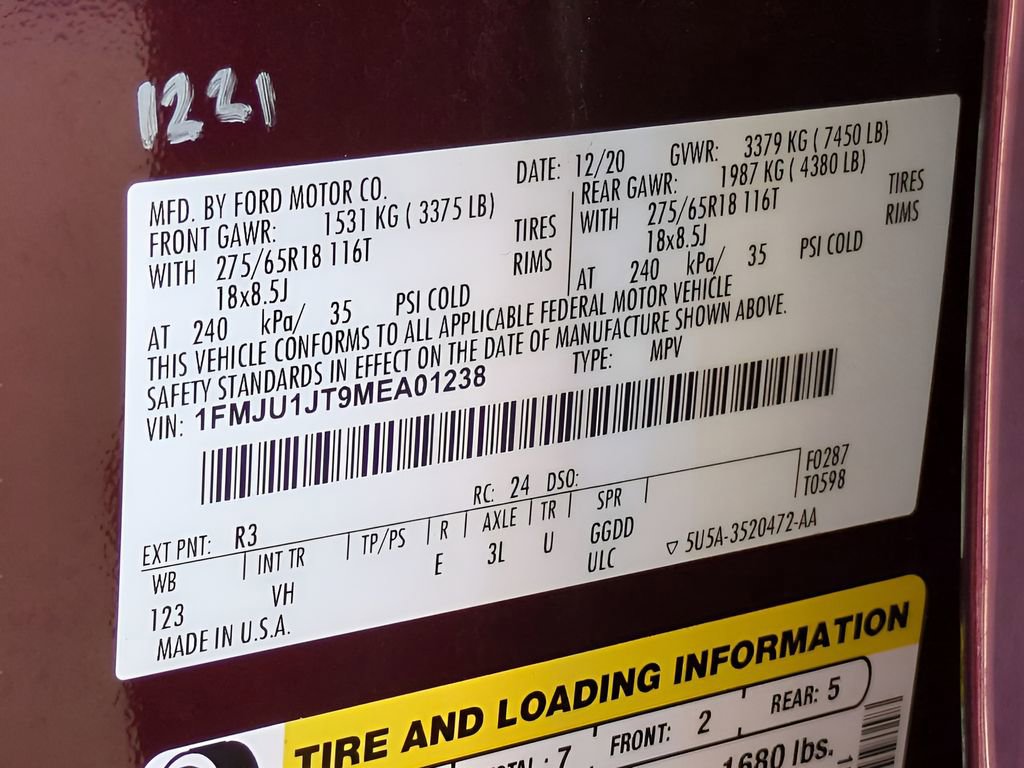 1221
MFD. BY FORD MOTOR CO. DATE: 12/20 GVWR: 3379 KG ( 7450 LB)
FRONT GAWR: 1531 KG ( 3375 LB) REAR GAWR: 1987 KG ( 4380 LB)
WITH 275/65R18 116T TIRES WITH 275/65R18 116T TIRES
18x8.5J RIMS 18x8.5J RIMS
AT 240 kPa/ 35 PSI COLD AT 240 kPa/ 35 PSI COLD
THIS VEHICLE CONFORMS TO ALL APPLICABLE FEDERAL MOTOR VEHICLE
SAFETY STANDARDS IN EFFECT ON THE DATE OF MANUFACTURE SHOWN ABOVE.
VIN: 1FMJU1JT9MEA01238 TYPE: MPV
F0287
T0598
EXT PNT: R3 RC: 24 DSO:
WB INT TR TP/PS R AXLE TR SPR
123 VH E 3L U GGDD
ULC
5U5A-3520472-AA
MADE IN U.S.A.
TIRE AND LOADING INFORMATION
7 FRONT: 2 REAR: 5
1680 lbs.